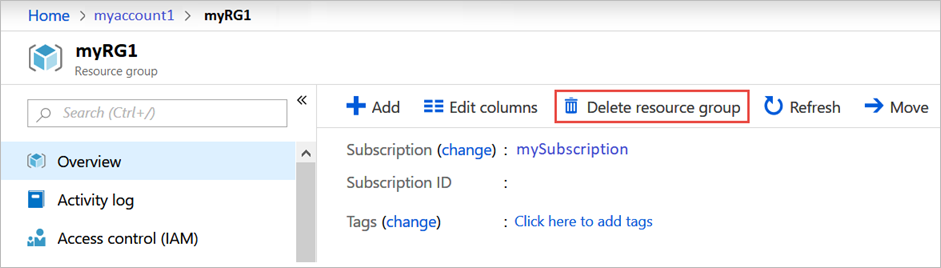 Home > myaccount1 > myRG1
myRG1
Resource group
«
Search (Ctrl+/)
Overview
Activity log
Access control (IAM)
Add Edit columns Delete resource group Refresh Move
Subscription (change) : mySubscription
Subscription ID :
Tags (change) : Click here to add tags